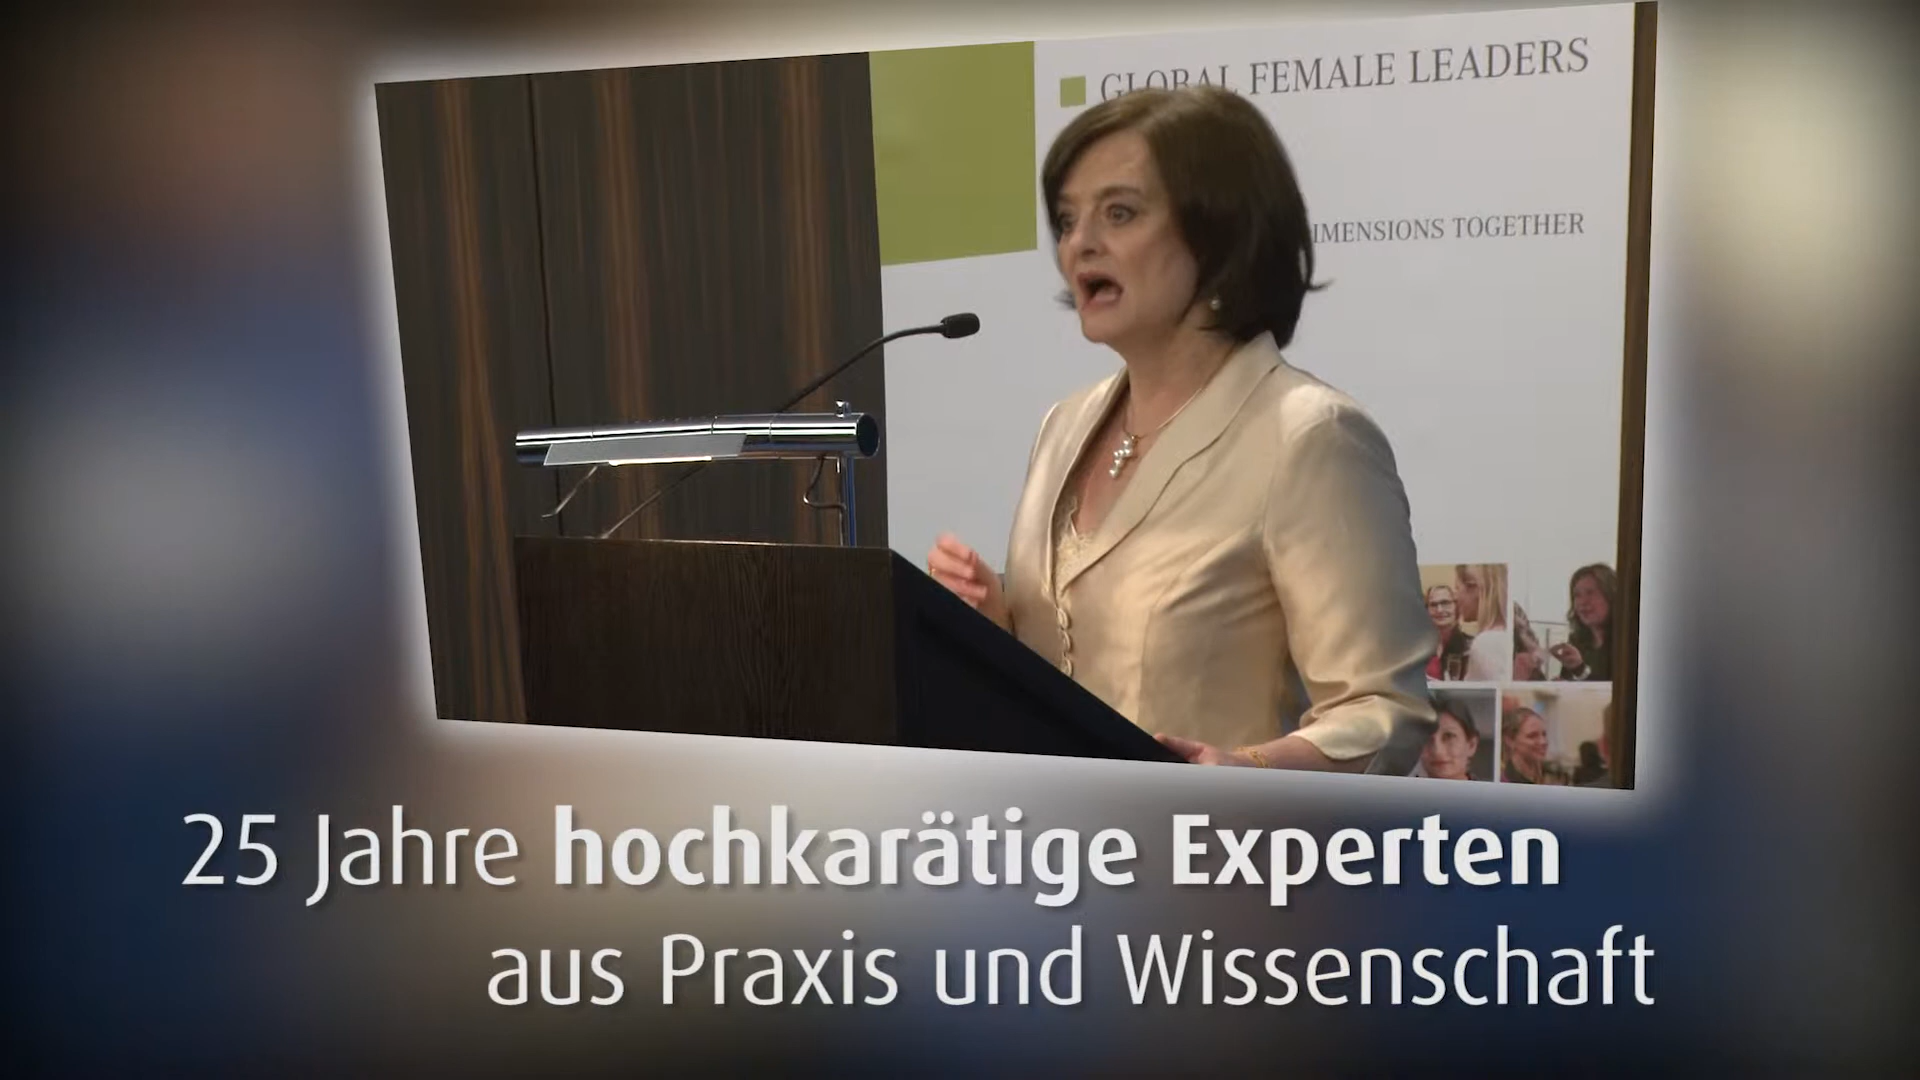 GLOBAL FEMALE LEADERS
IMENSIONS TOGETHER
25 Jahre hochkarätige Experten
aus Praxis und Wissenschaft